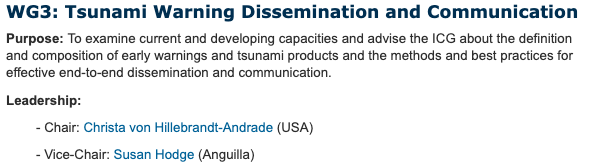 WG3: Tsunami Warning Dissemination and Communication
Purpose: To examine current and developing capacities and advise the ICG about the definition
and composition of early warnings and tsunami products and the methods and best practices for
effective end-to-end dissemination and communication.
Leadership:
- Chair: Christa von Hillebrandt-Andrade (USA)
- Vice-Chair: Susan Hodge (Anguilla)